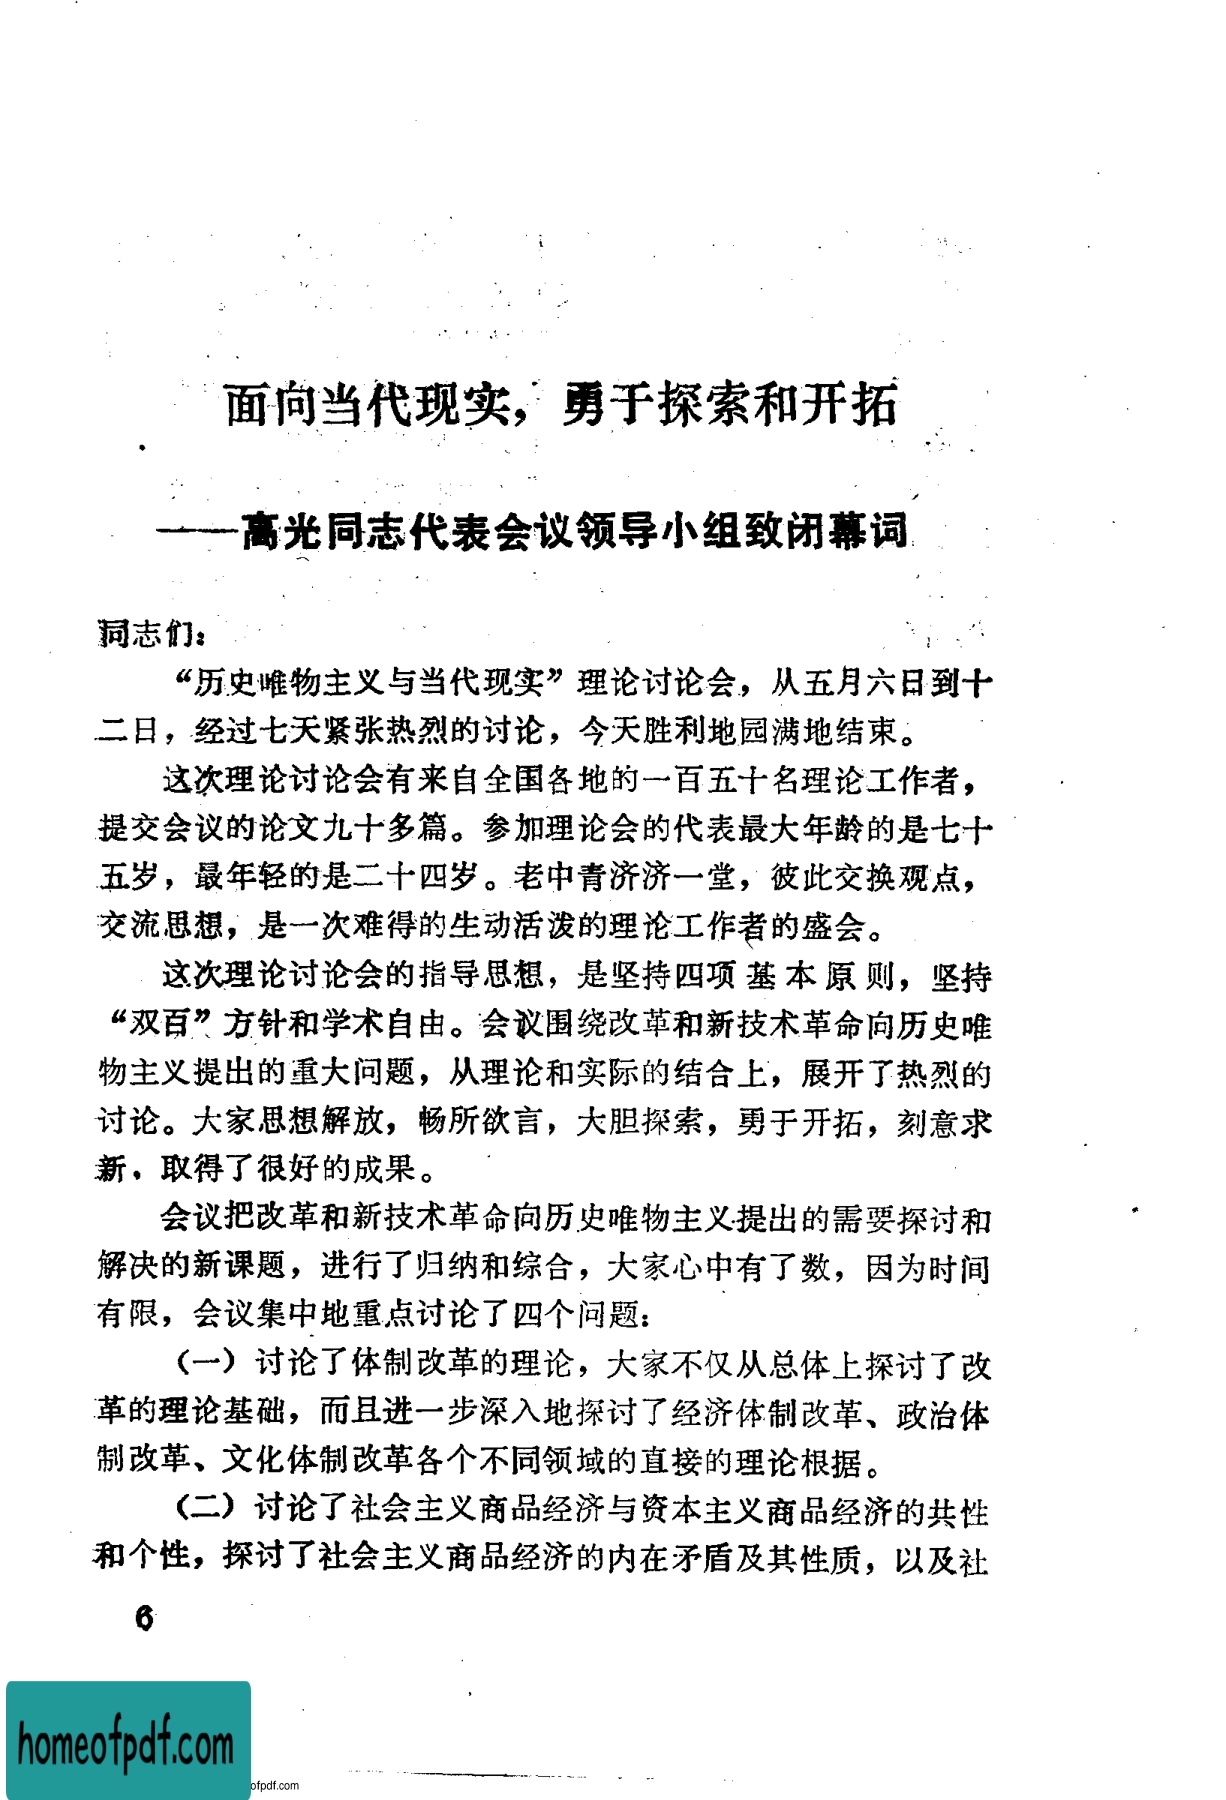 面向当代现实，勇于探索和开拓
——高光同志代表会议领导小组致闭幕词
同志们：
“历史唯物主义与当代现实”理论讨论会，从五月六日到十
二日，经过七天紧张热烈的讨论，今天胜利地园满地结束。
这次理论讨论会有来自全国各地的一百五十名理论工作者，
提交会议的论文九十多篇。参加理论会的代表最大年龄的是七十
五岁，最年轻的是二十四岁。老中青济济一堂，彼此交换观点，
交流思想，是一次难得的生动活泼的理论工作者的盛会。
这次理论讨论会的指导思想，是坚持四项基本原则，坚持
“双百”方针和学术自由。会议围绕改革和新技术革命向历史唯
物主义提出的重大问题，从理论和实际的结合上，展开了热烈的
讨论。大家思想解放，畅所欲言，大胆探索，勇于开拓，刻意求
新，取得了很好的成果。
会议把改革和新技术革命向历史唯物主义提出的需要探讨和
解决的新课题，进行了归纳和综合，大家心中有了数，因为时间
有限，会议集中地重点讨论了四个问题：
（一）讨论了体制改革的理论，大家不仅从总体上探讨了改
革的理论基础，而且进一步深入地探讨了经济体制改革、政治体
制改革、文化体制改革各个不同领域的直接的理论根据。
（二）讨论了社会主义商品经济与资本主义商品经济的共性
和个性，探讨了社会主义商品经济的内在矛盾及其性质，以及社
6
homeofpdf.com
ofpdf.com